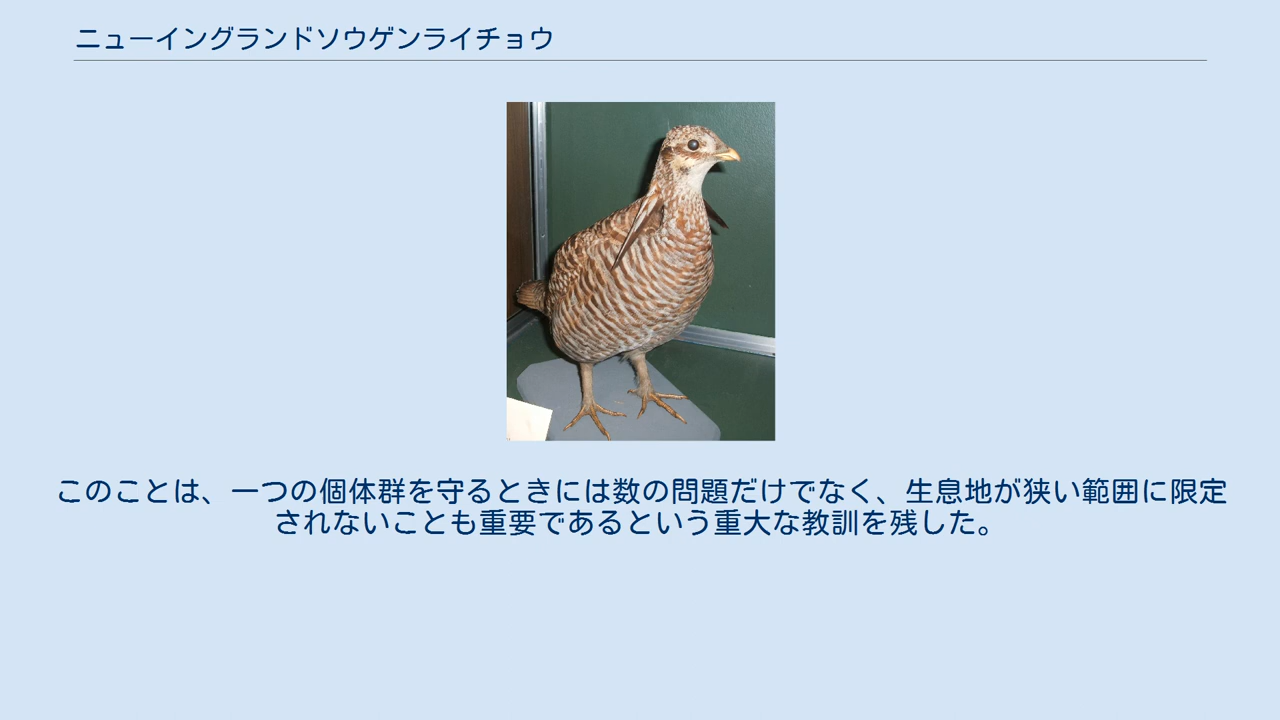 ニューイングランドソウゲンライチョウ
このことは、一つの個体群を守るときには数の問題だけでなく、生息地が狭い範囲に限定
されないことも重要であるという重大な教訓を残した。